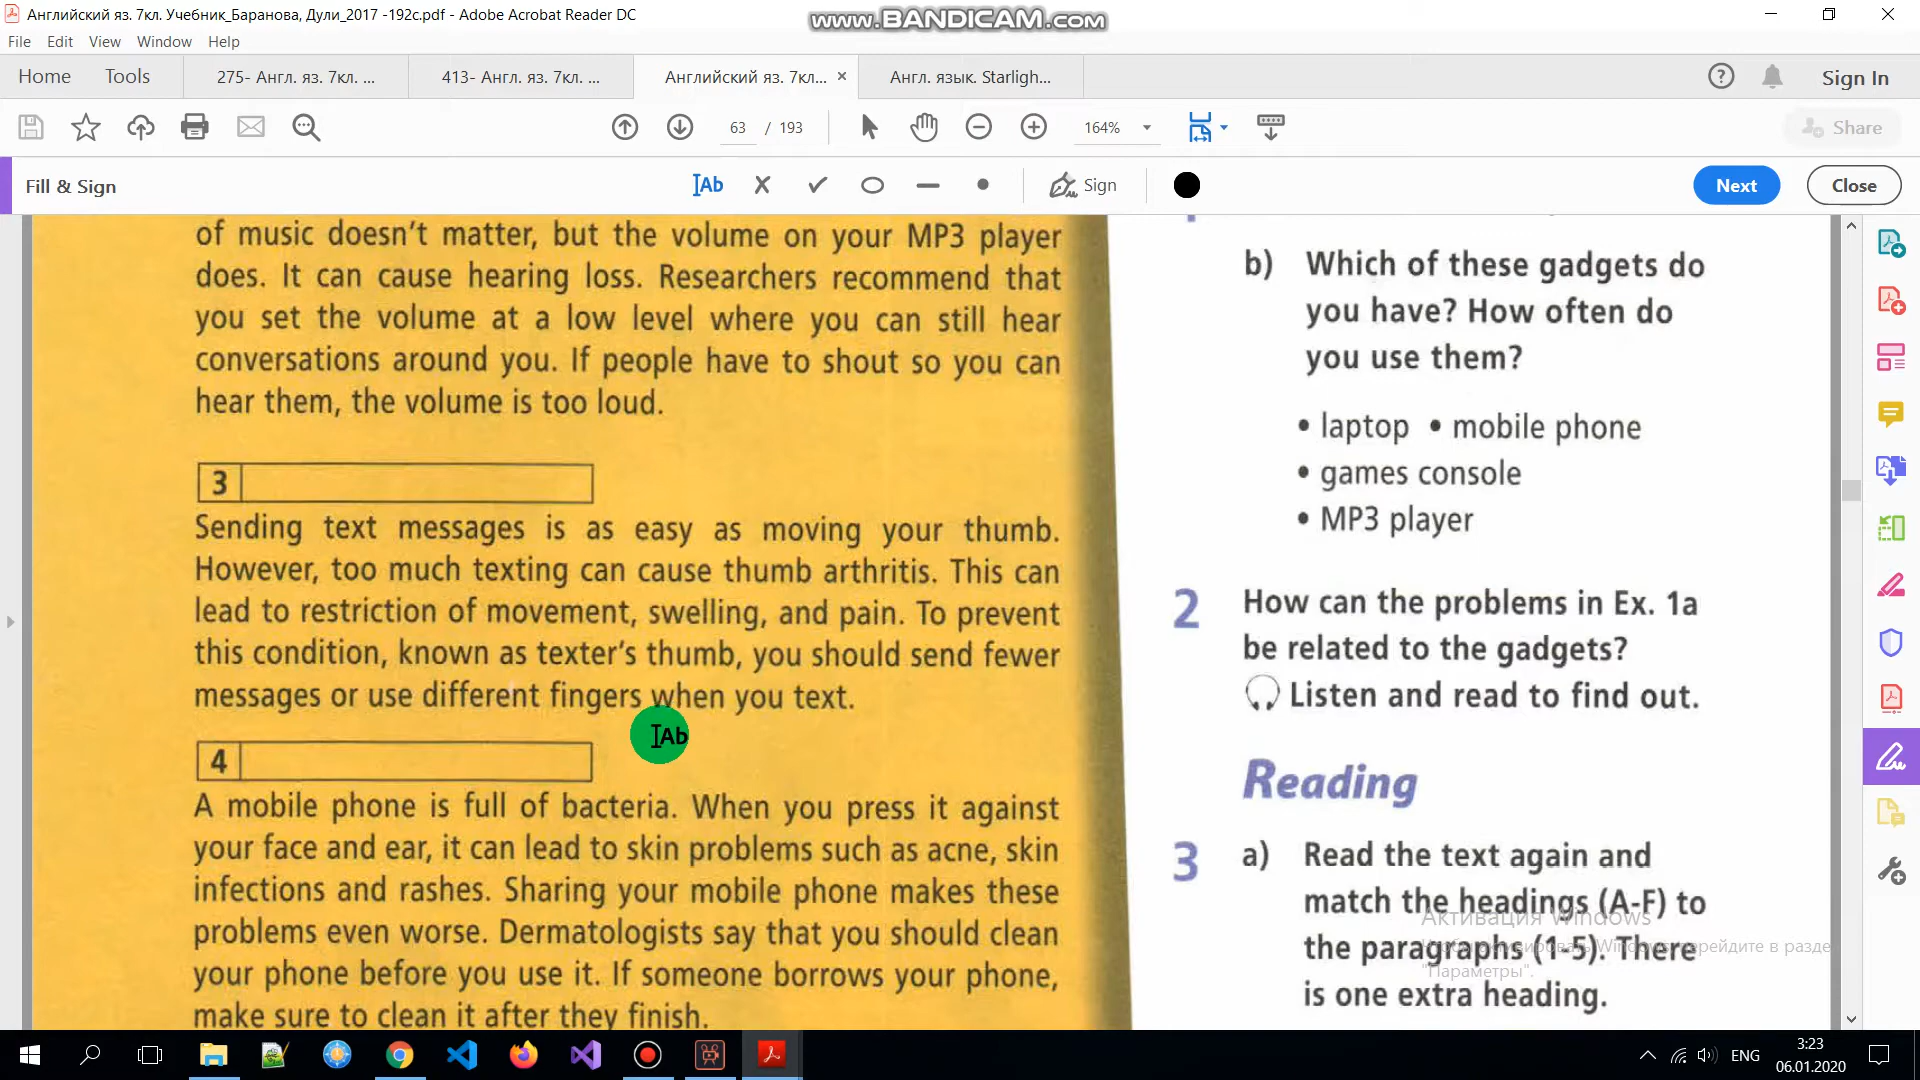 Английский яз. 7кл. Учебник_Баранова, Дули_2017 -192с.pdf - Adobe Acrobat Reader DC
www.BANDICAM.com
File Edit View Window Help
Home Tools 275- Англ. яз. 7кл. ... 413- Англ. яз. 7кл. ... Английский яз. 7кл... × Англ. язык. Starligh... Sign In
63 / 193 164% Share
Fill & Sign Ab Sign Next Close
of music doesn't matter, but the volume on your MP3 player
does. It can cause hearing loss. Researchers recommend that
you set the volume at a low level where you can still hear
conversations around you. If people have to shout so you can
hear them, the volume is too loud.
3
Sending text messages is as easy as moving your thumb.
However, too much texting can cause thumb arthritis. This can
lead to restriction of movement, swelling, and pain. To prevent
this condition, known as texter's thumb, you should send fewer
messages or use different fingers when you text.
Ab
4
A mobile phone is full of bacteria. When you press it against
your face and ear, it can lead to skin problems such as acne, skin
infections and rashes. Sharing your mobile phone makes these
problems even worse. Dermatologists say that you should clean
your phone before you use it. If someone borrows your phone,
make sure to clean it after they finish.
b) Which of these gadgets do
you have? How often do
you use them?
• laptop • mobile phone
• games console
• MP3 player
2 How can the problems in Ex. 1a
be related to the gadgets?
Listen and read to find out.
Reading
3 a) Read the text again and
match the headings (A-F) to
the paragraphs (1-5). There
is one extra heading.
Активация Windows
Чтобы активировать Windows, перейдите в разде
"Параметры".
ENG
3:23
06.01.2020